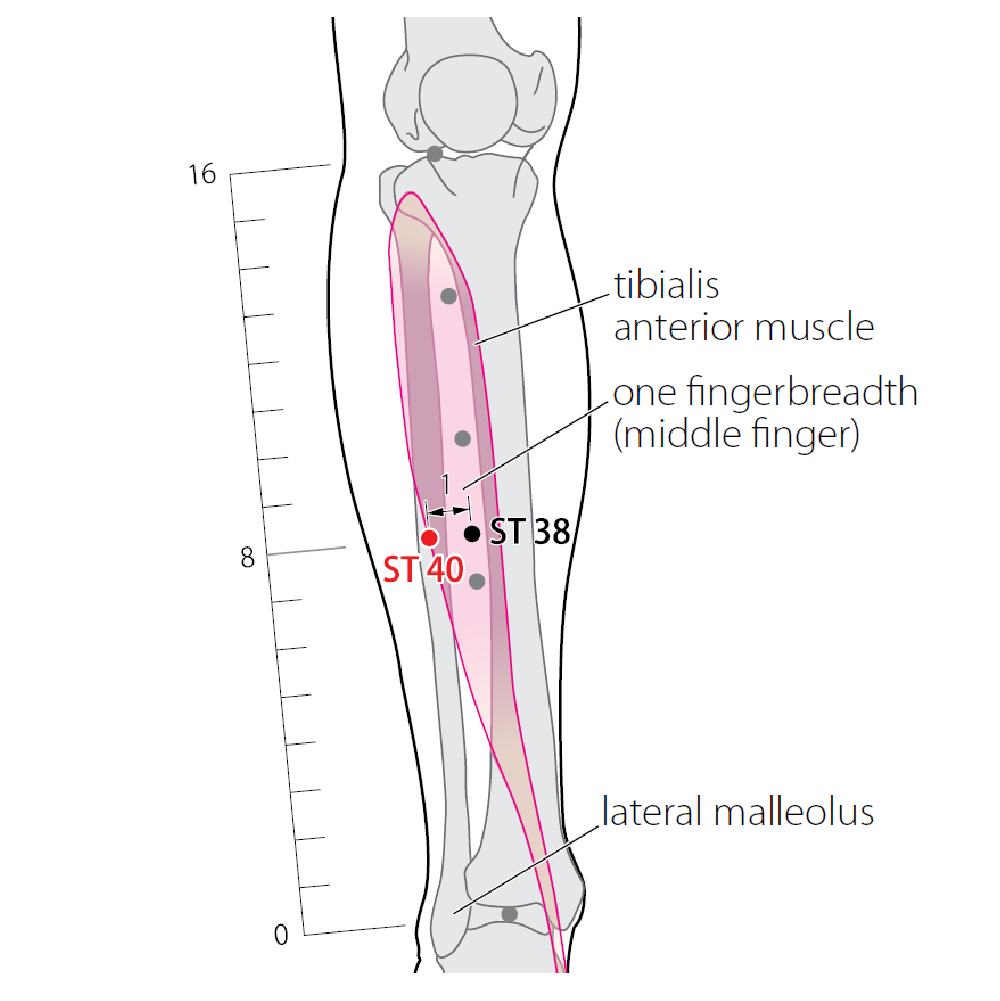 16
tibialis
anterior muscle
one fingerbreadth
(middle finger)
1
ST 38
8
ST 40
lateral malleolus
0